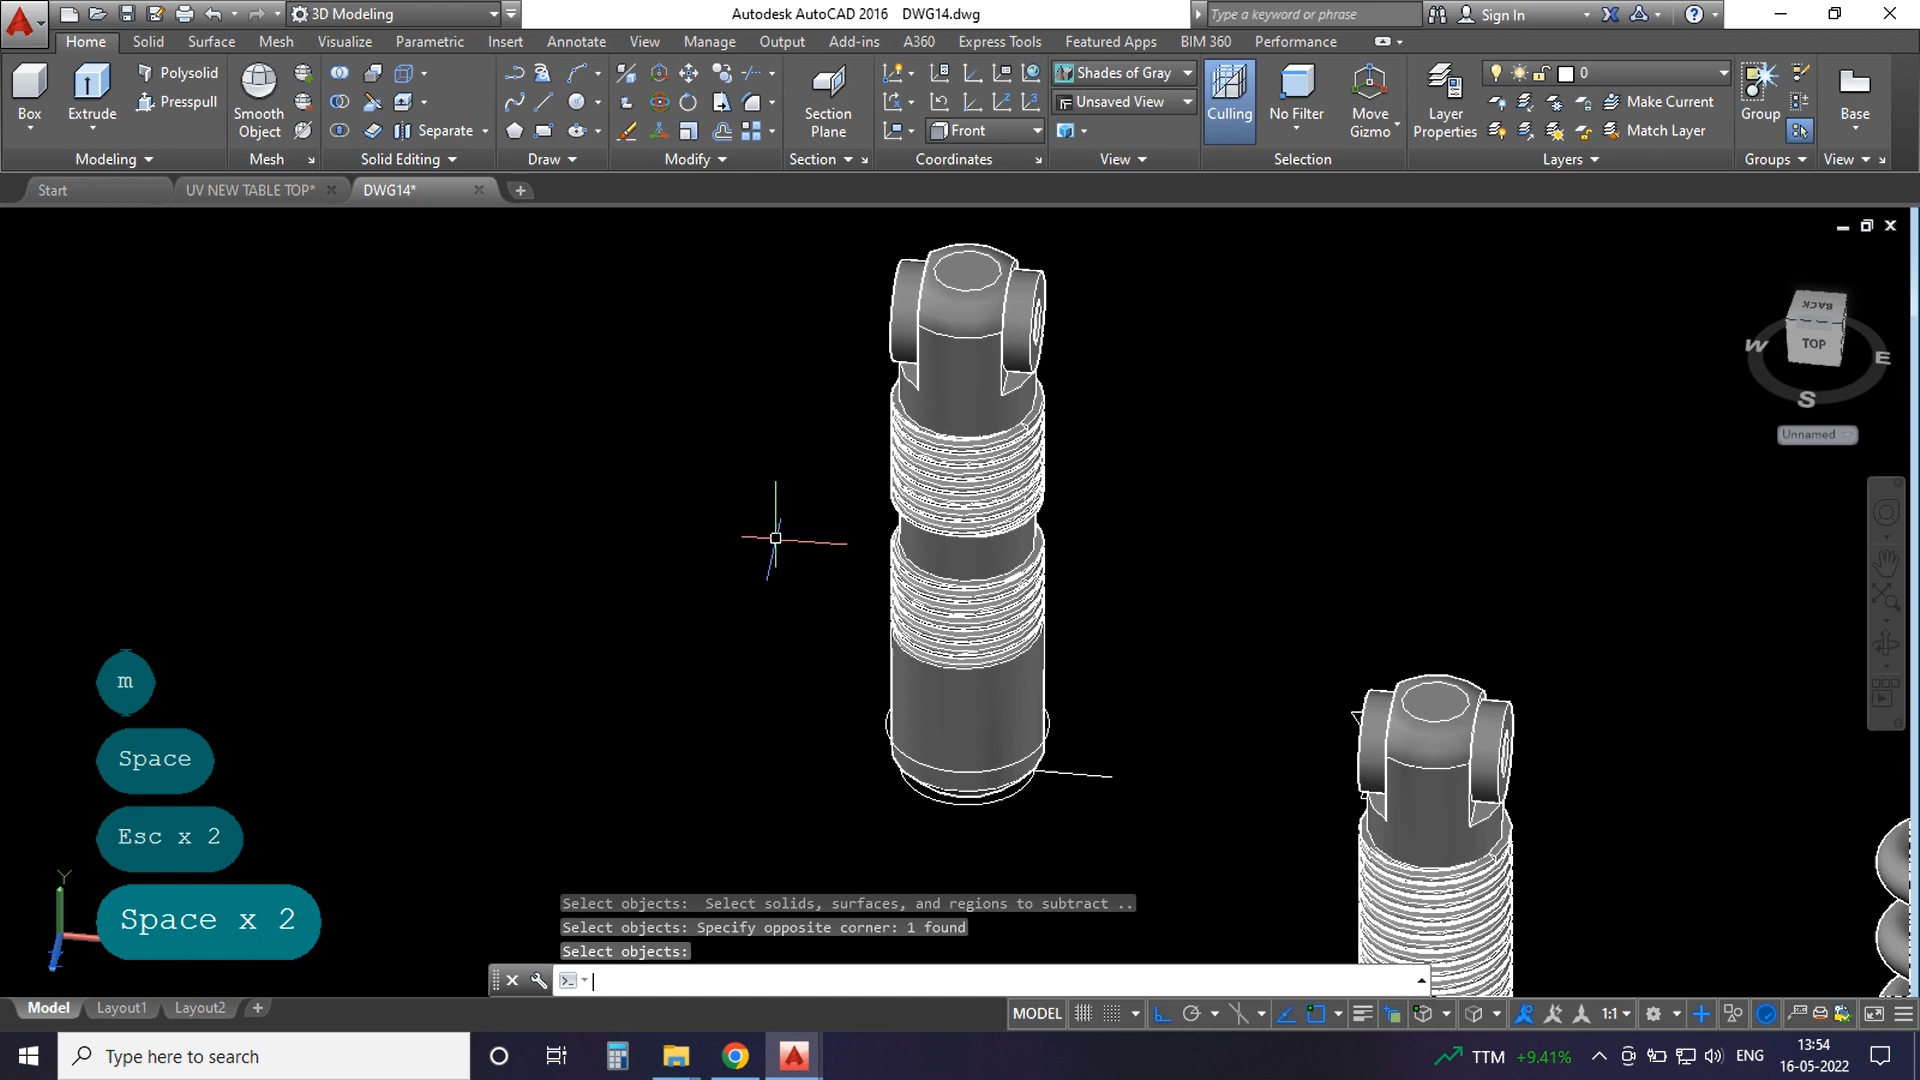 3D Modeling
Autodesk AutoCAD 2016 DWG14.dwg
Type a keyword or phrase
Sign In
Home Solid Surface Mesh Visualize Parametric Insert Annotate View Manage Output Add-ins A360 Express Tools Featured Apps BIM 360 Performance
Box
Extrude
Polysolid
Presspull
Modeling
Smooth
Object
Mesh
Separate
Solid Editing
Draw
Modify
Section
Plane
Section
Front
Coordinates
Shades of Gray
Unsaved View
View
Culling
No Filter
Move
Gizmo
Selection
Layer
Properties
0
Make Current
Match Layer
Layers
Group
Groups
Base
View
Start
UV NEW TABLE TOP*
DWG14*
BACK
TOP
W
E
S
Unnamed
m
Space
Esc x 2
Space x 2
Y
Select objects: Select solids, surfaces, and regions to subtract ..
Select objects: Specify opposite corner: 1 found
Select objects:
Model
Layout1
Layout2
MODEL
1:1
Type here to search
TTM +9.41%
ENG
13:54
16-05-2022